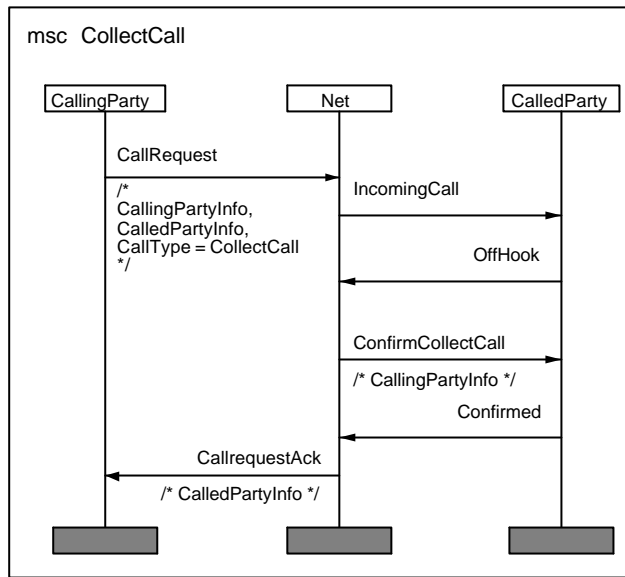 msc CollectCall
CallingParty
Net
CalledParty
CallRequest
/*
CallingPartyInfo,
CalledPartyInfo,
CallType = CollectCall
*/
IncomingCall
OffHook
ConfirmCollectCall
/* CallingPartyInfo */
Confirmed
CallrequestAck
/* CalledPartyInfo */